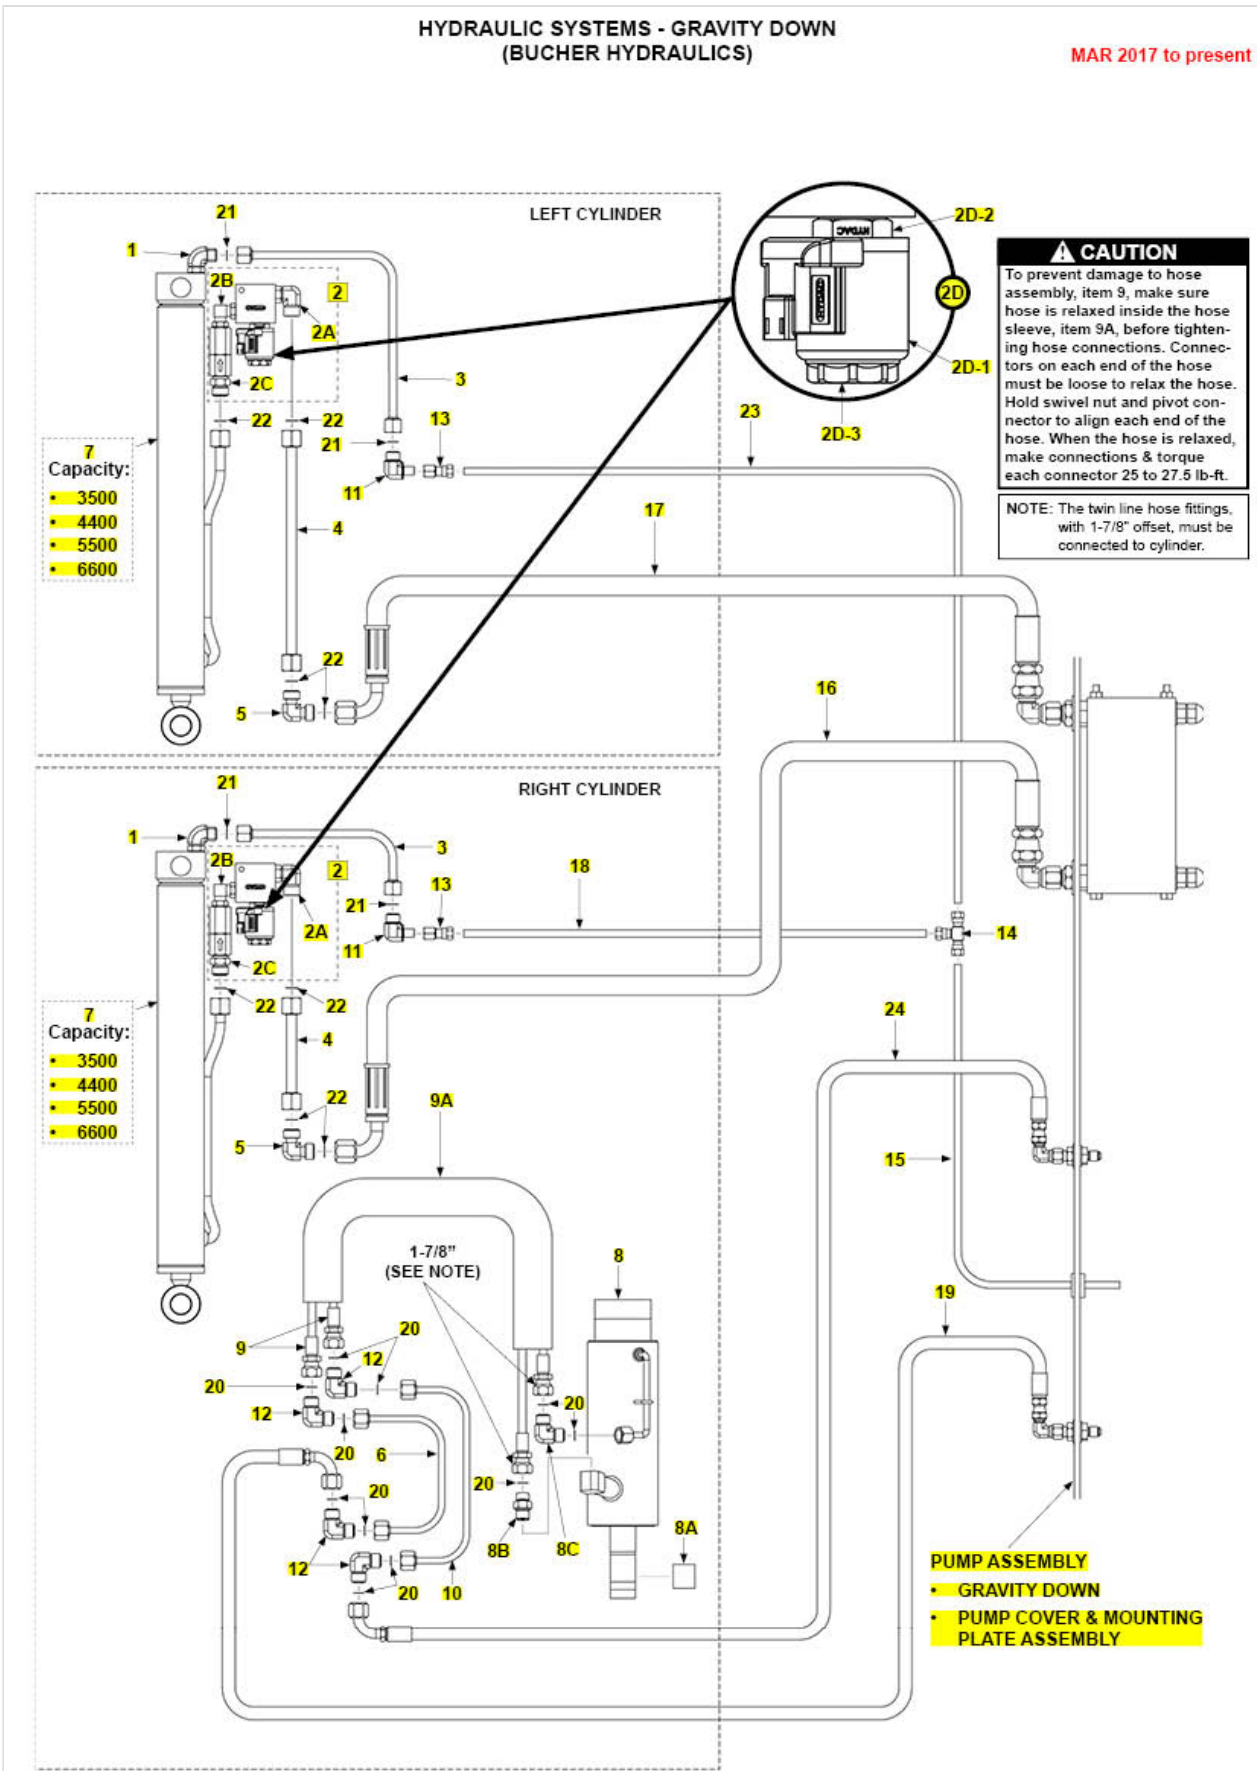 HYDRAULIC SYSTEMS - GRAVITY DOWN
(BUCHER HYDRAULICS)
MAR 2017 to present
LEFT CYLINDER
21
1
2B
2
2A
2C
3
22
22
13
21
11
7
Capacity:
• 3500
• 4400
• 5500
• 6600
4
22
5
HYDAC
2D-2
2D
2D-1
2D-3
23
17
16
CAUTION
To prevent damage to hose
assembly, item 9, make sure
hose is relaxed inside the hose
sleeve, item 9A, before tighten-
ing hose connections. Connec-
tors on each end of the hose
must be loose to relax the hose.
Hold swivel nut and pivot con-
nector to align each end of the
hose. When the hose is relaxed,
make connections & torque
each connector 25 to 27.5 lb-ft.
NOTE: The twin line hose fittings,
with 1-7/8" offset, must be
connected to cylinder.
RIGHT CYLINDER
21
1
2B
2
2A
2C
3
13
21
11
18
14
22
22
7
Capacity:
• 3500
• 4400
• 5500
• 6600
4
22
5
24
9A
15
1-7/8”
(SEE NOTE)
8
19
9
20
12
20
12
20
6
20
20
20
8B
8C
8A
12
20
10
PUMP ASSEMBLY
• GRAVITY DOWN
• PUMP COVER & MOUNTING
PLATE ASSEMBLY